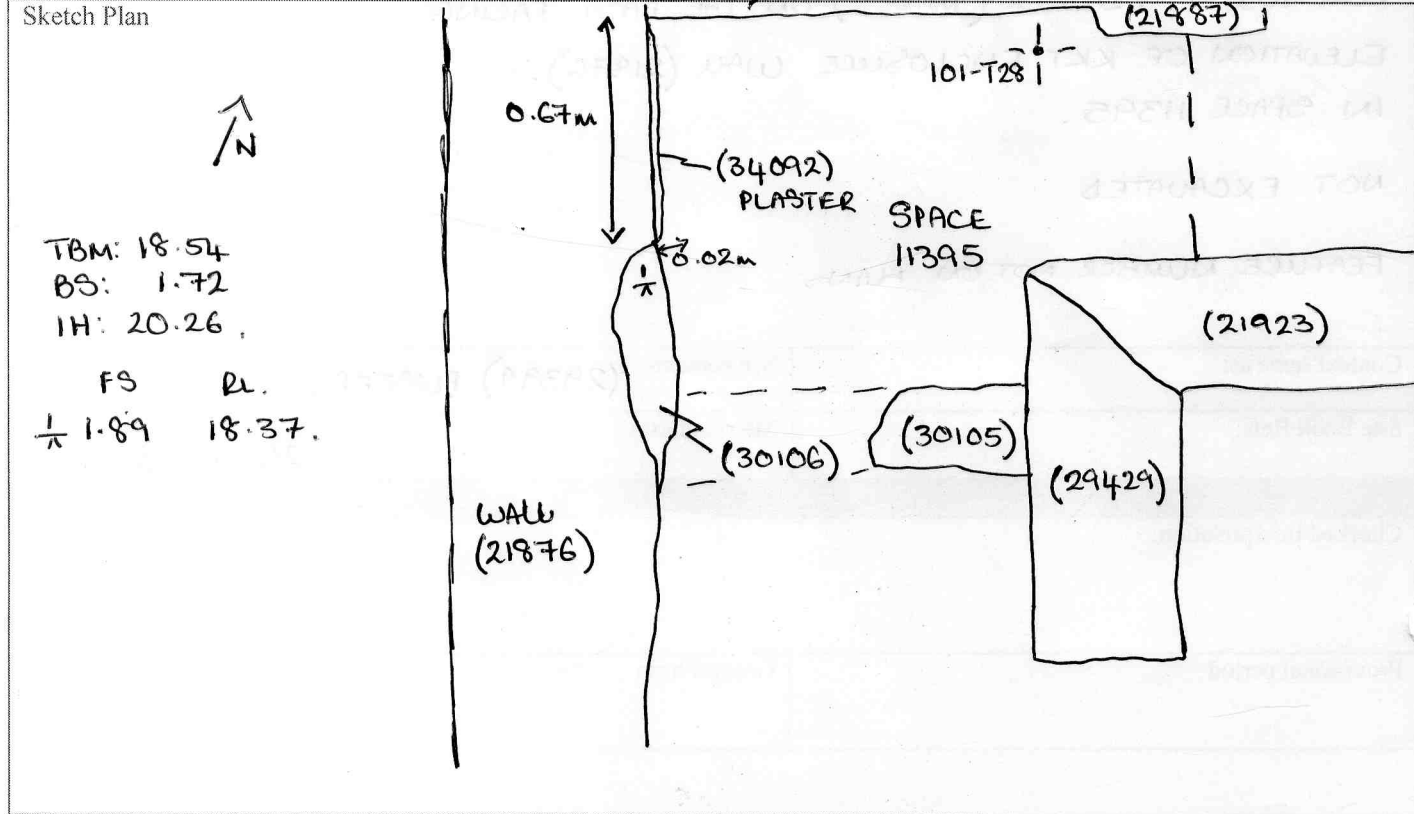 Sketch Plan
(21887)
101-T28
0.67m
N
(34092)
PLASTER
SPACE
11395
0.02m
TBM: 18.54
BS: 1.72
IH: 20.26.
FS RL.
1 1.89 18.37.
1
(21923)
(30105)
(30106)
(29429)
WALL
(21876)